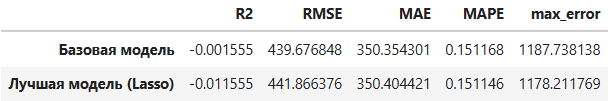 R2 RMSE MAE MAPE max_error
Базовая модель -0.001555 439.676848 350.354301 0.151168 1187.738138
Лучшая модель (Lasso) -0.011555 441.866376 350.404421 0.151146 1178.211769